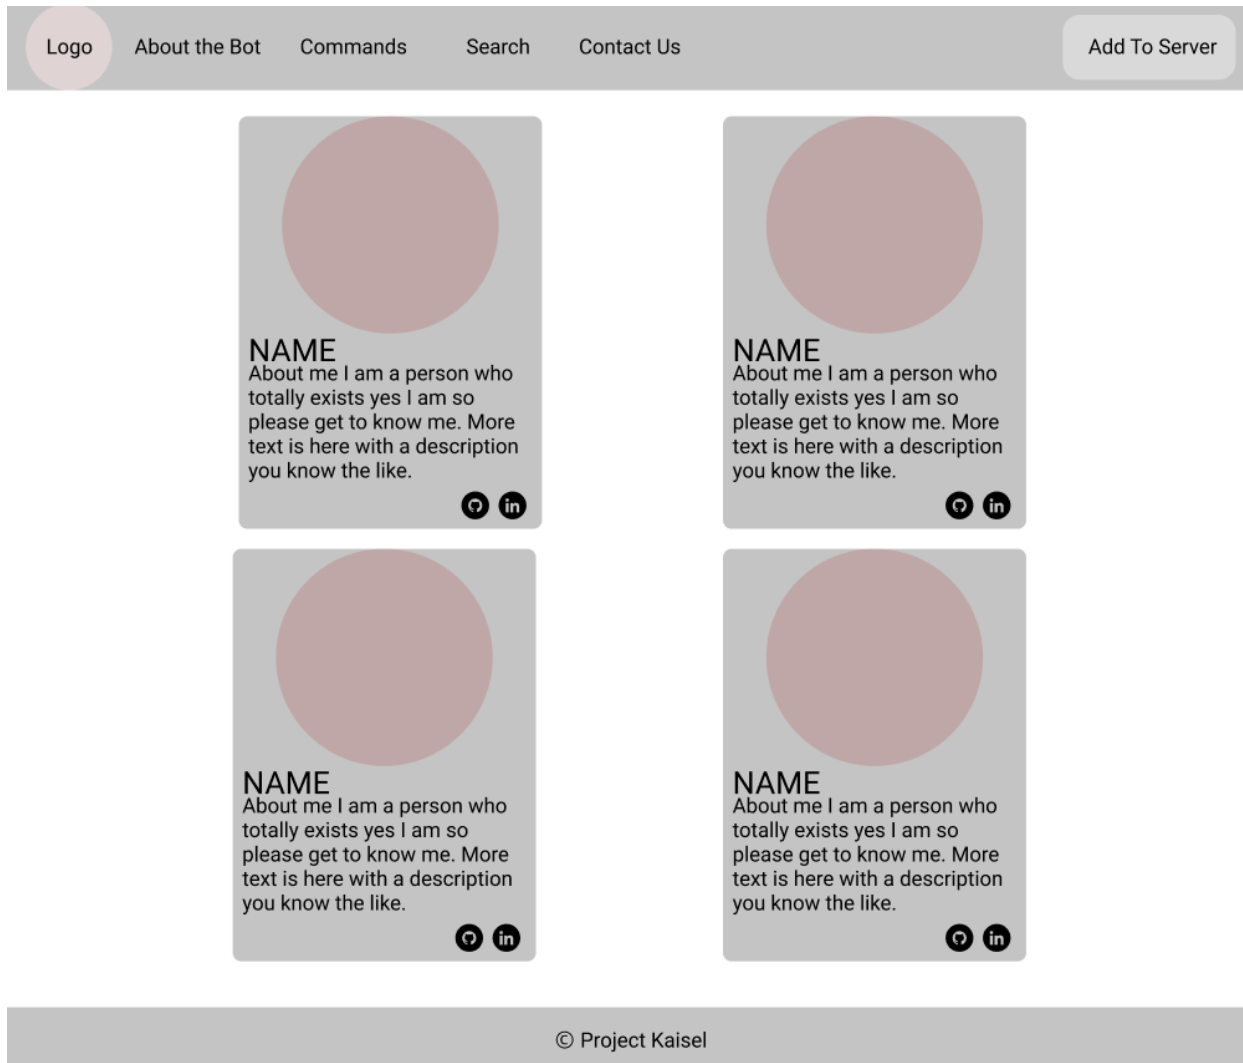 Logo
About the Bot
Commands
Search
Contact Us
Add To Server
NAME
About me I am a person who
totally exists yes I am so
please get to know me. More
text is here with a description
you know the like.
in
NAME
About me I am a person who
totally exists yes I am so
please get to know me. More
text is here with a description
you know the like.
in
NAME
About me I am a person who
totally exists yes I am so
please get to know me. More
text is here with a description
you know the like.
in
NAME
About me I am a person who
totally exists yes I am so
please get to know me. More
text is here with a description
you know the like.
in
© Project Kaisel